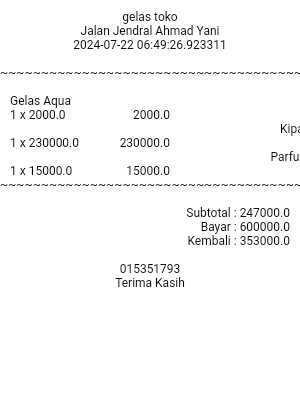 gelas toko
Jalan Jendral Ahmad Yani
2024-07-22 06:49:26.923311
~~~~~~~~~~~~~~~~~~~~~~~~~~~~~~~~~~~~~
Gelas Aqua
1 x 2000.0 2000.0
Kipa
1 x 230000.0 230000.0
Parfu
1 x 15000.0 15000.0
~~~~~~~~~~~~~~~~~~~~~~~~~~~~~~~~~~~~~
Subtotal : 247000.0
Bayar : 600000.0
Kembali : 353000.0
015351793
Terima Kasih